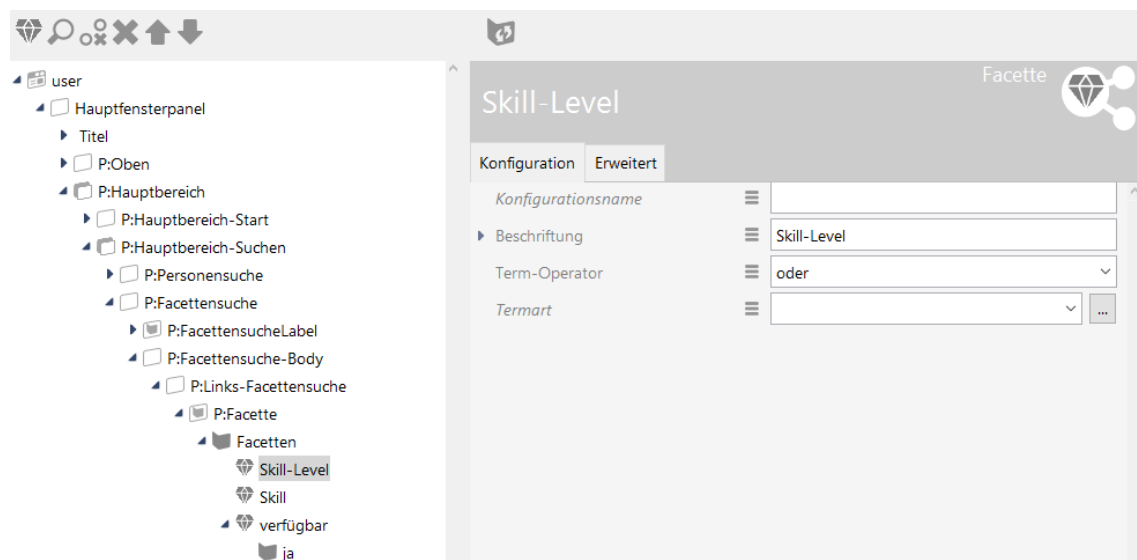 user
Hauptfensterpanel
Titel
P:Oben
P:Hauptbereich
P:Hauptbereich-Start
P:Hauptbereich-Suchen
P:Personensuche
P:Facettensuche
P:FacettensucheLabel
P:Facettensuche-Body
P:Links-Facettensuche
P:Facette
Facetten
Skill-Level
Skill
verfügbar
ja
Facette
Skill-Level
Konfiguration Erweitert
Konfigurationsname
Beschriftung Skill-Level
Term-Operator oder
Termart ...